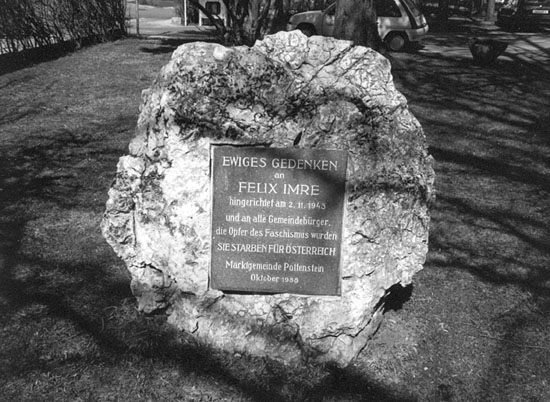 EWIGES GEDENKEN
an
FELIX IMRE
hingerichtet am 2. 11. 1943
und an alle Gemeindebürger,
die Opfer des Faschismus wurden
SIE STARBEN FÜR ÖSTERREICH
Marktgemeinde Pottenstein
Oktober 1988